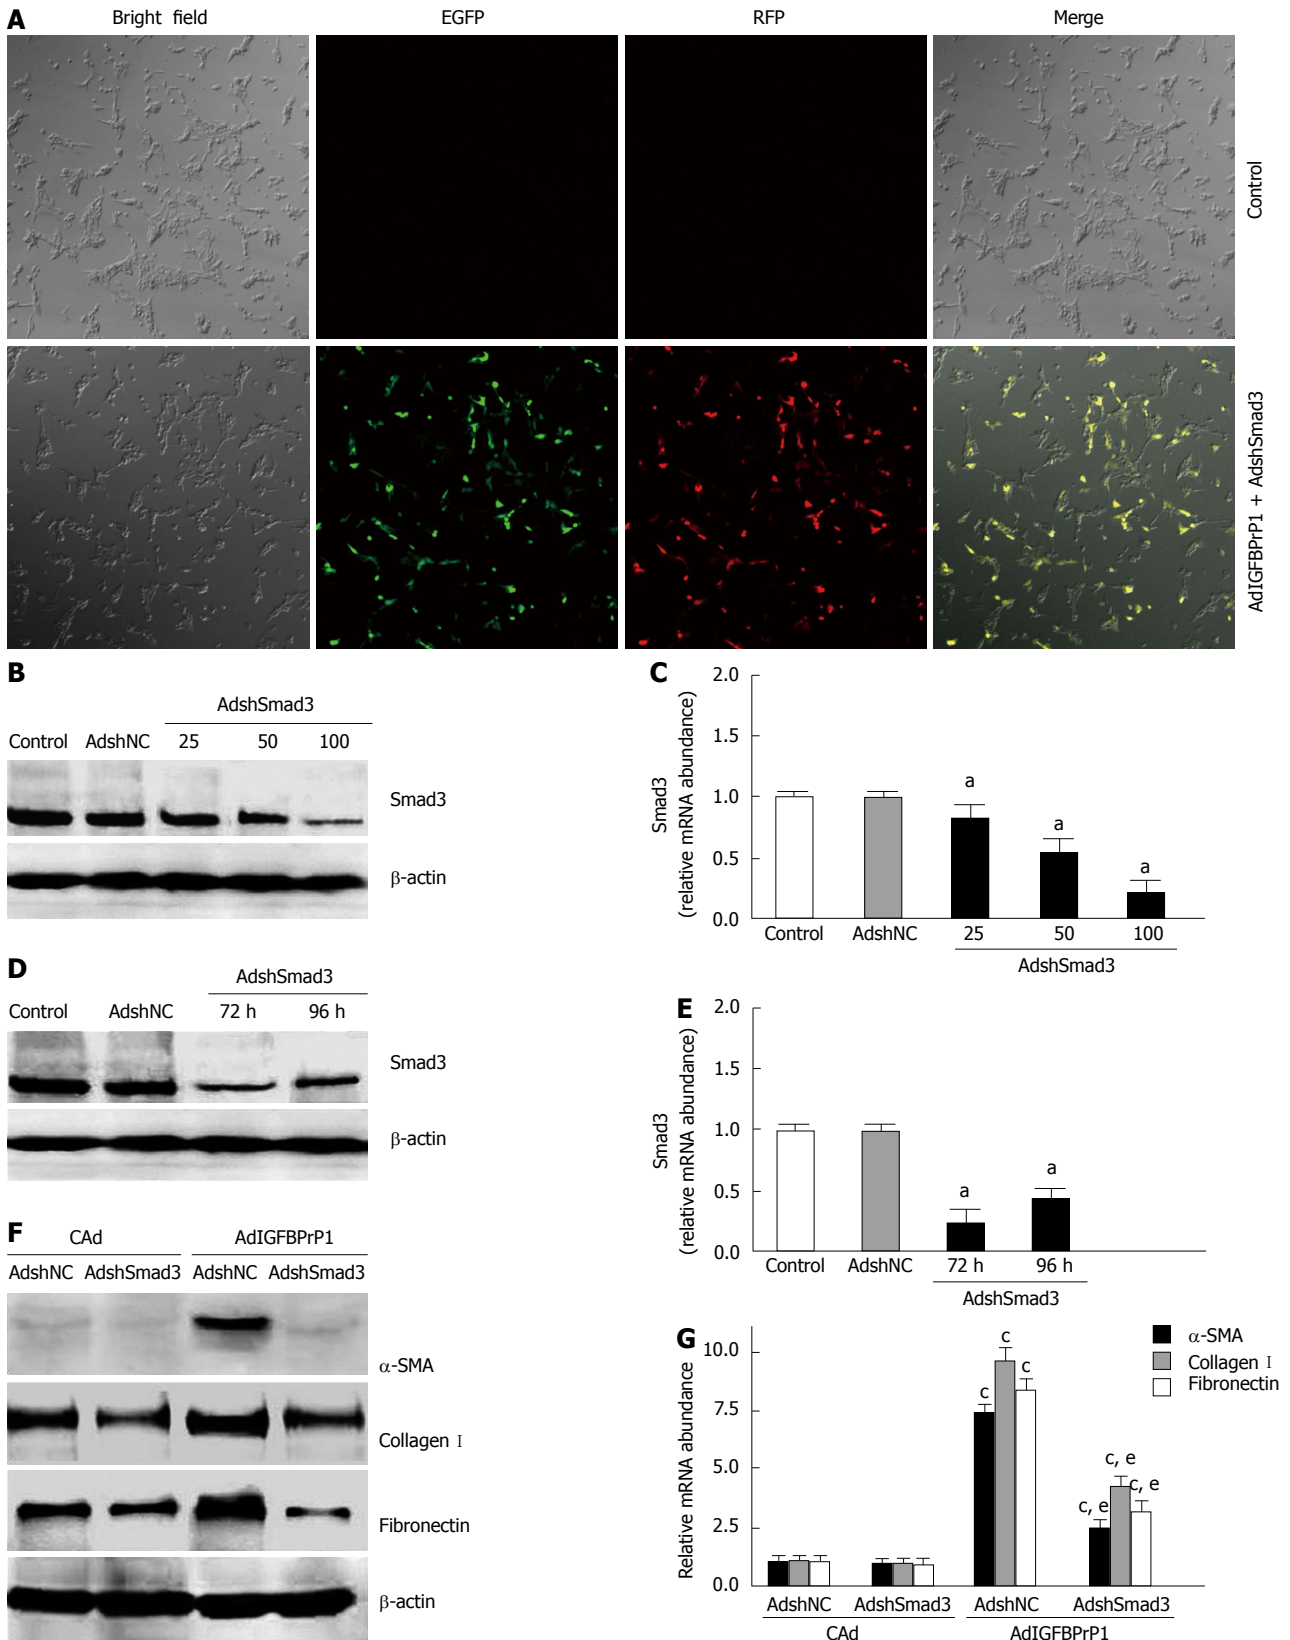 A
Bright field EGFP RFP Merge
Control
AdIGFBPrP1 + AdshSmad3
B
AdshSmad3
Control AdshNC 25 50 100
Smad3
β-actin
C
Smad3
(relative mRNA abundance)
2.0
1.5
1.0
0.5
0.0
a
a
a
Control AdshNC 25 50 100
AdshSmad3
D
AdshSmad3
Control AdshNC 72 h 96 h
Smad3
β-actin
E
Smad3
(relative mRNA abundance)
2.0
1.5
1.0
0.5
0.0
a
a
Control AdshNC 72 h 96 h
AdshSmad3
F
CAd AdIGFBPrP1
AdshNC AdshSmad3 AdshNC AdshSmad3
α-SMA
Collagen I
Fibronectin
β-actin
G
Relative mRNA abundance
10.0
7.5
5.0
2.5
0.0
c
c
c
c, e
c, e
c, e
α-SMA
Collagen I
Fibronectin
AdshNC AdshSmad3 AdshNC AdshSmad3
CAd AdIGFBPrP1